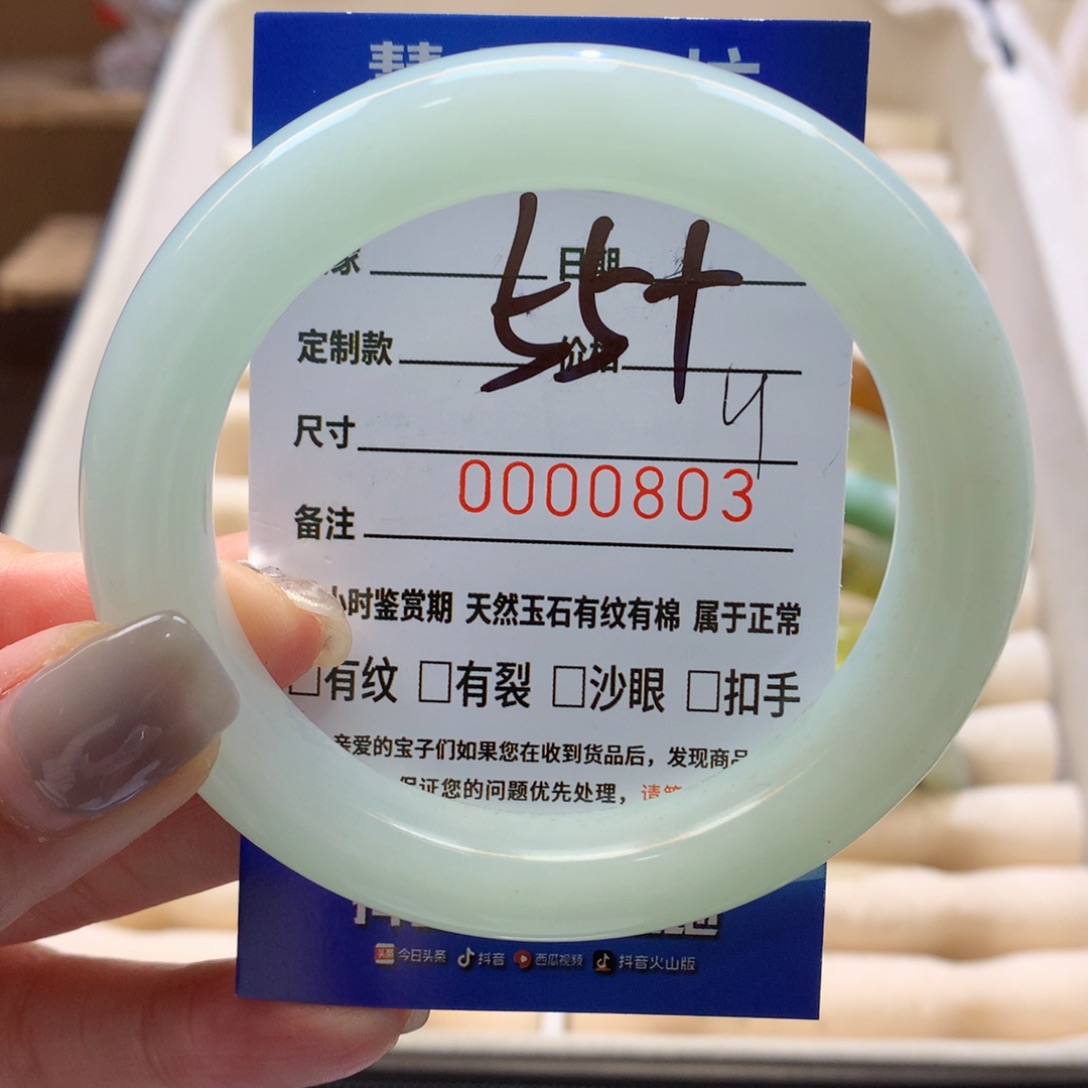 日期
55+
定制款
价格
4
尺寸
0000803
备注
小时鉴赏期 天然玉石有纹有棉 属于正常
□有纹 □有裂 □沙眼 □扣手
亲爱的宝子们如果您在收到货品后，发现商品
保证您的问题优先处理，请
头条 今日头条 抖音 西瓜视频 抖音火山版